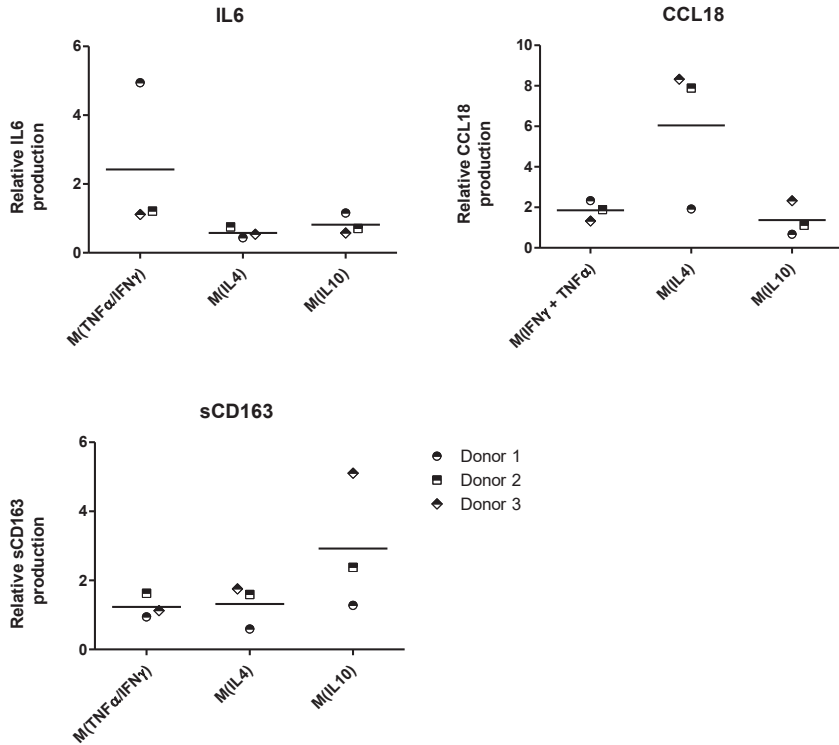 IL6
Relative IL6
production
6
4
2
0
M(TNFα/IFNγ)
M(IL4)
M(IL10)
CCL18
Relative CCL18
production
10
8
6
4
2
0
M(IFNγ + TNFα)
M(IL4)
M(IL10)
sCD163
Relative sCD163
production
6
4
2
0
M(TNFα/IFNγ)
M(IL4)
M(IL10)
Donor 1
Donor 2
Donor 3